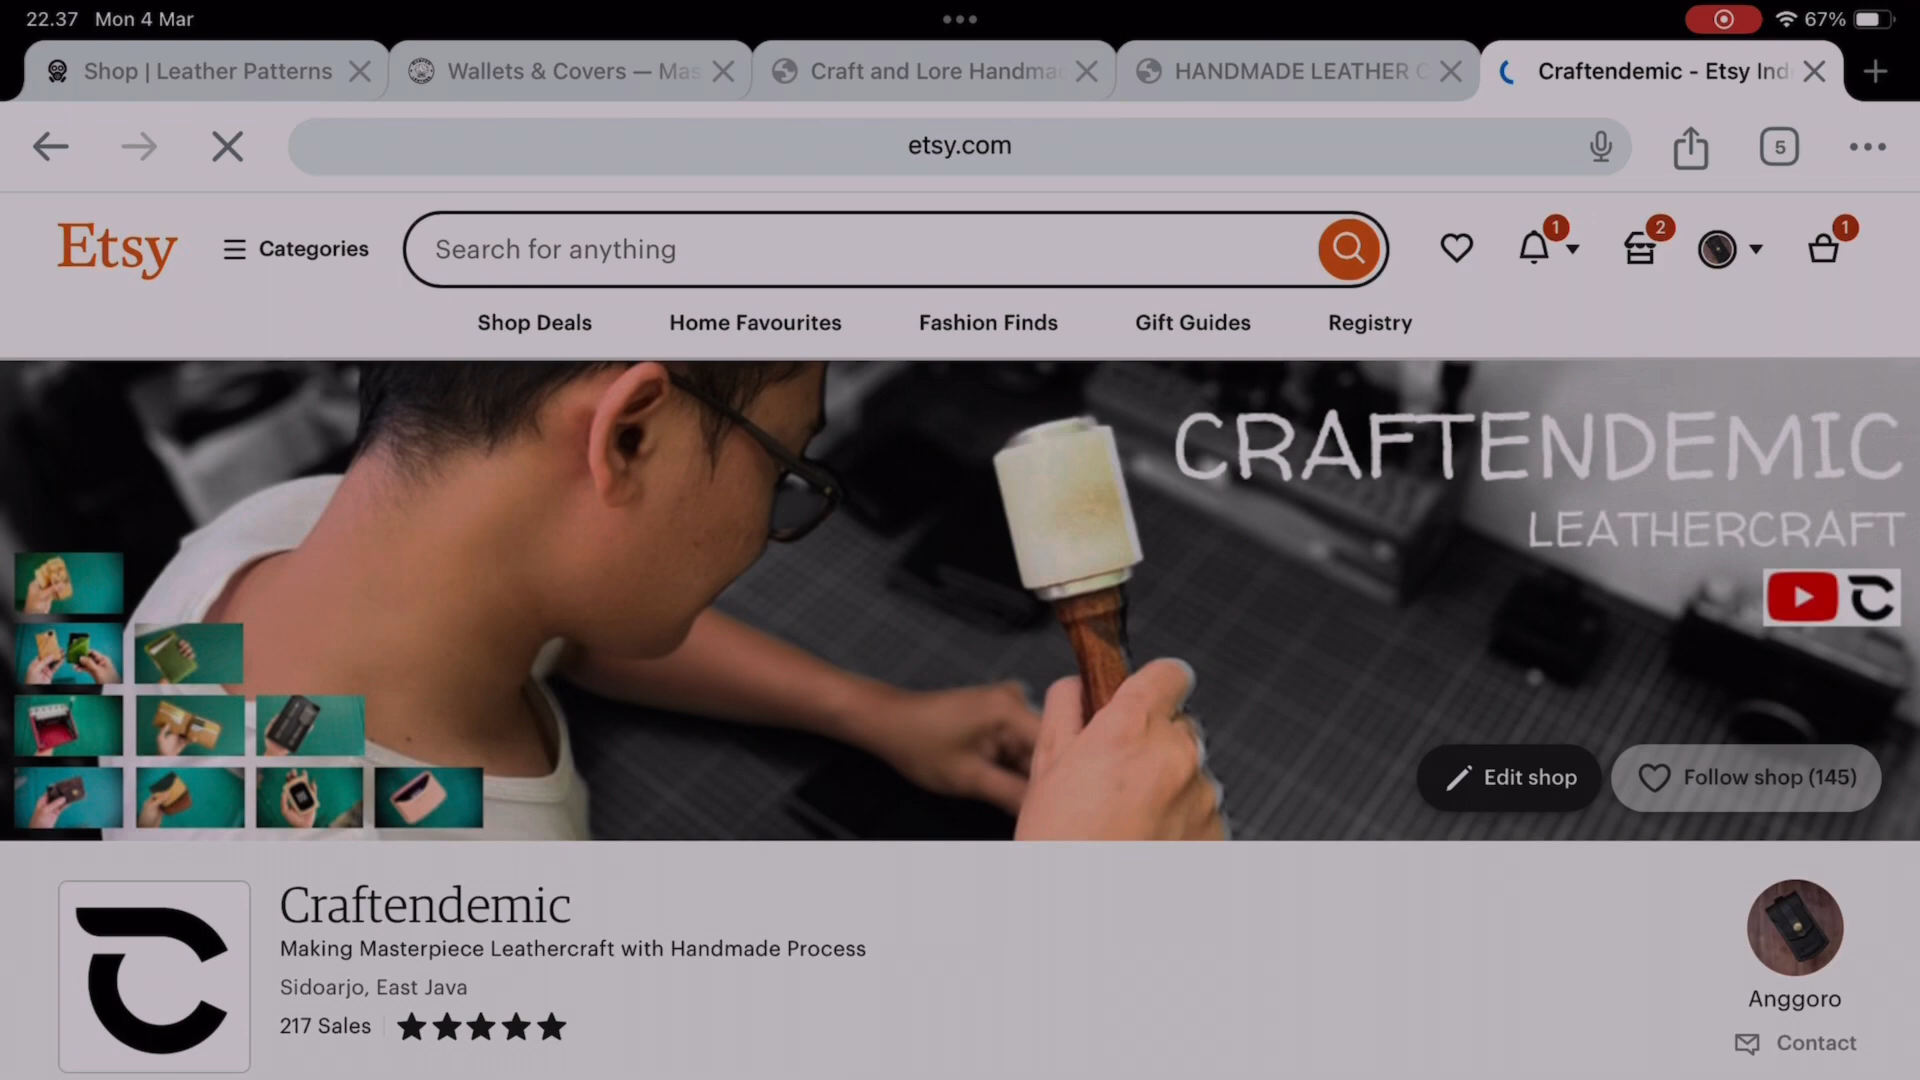 22.37 Mon 4 Mar
67%
Shop | Leather Patterns
Wallets & Covers — Mas
Craft and Lore Handma
HANDMADE LEATHER C
Craftendemic - Etsy Ind
etsy.com
5
Etsy
Categories
Search for anything
1
2
1
Shop Deals
Home Favourites
Fashion Finds
Gift Guides
Registry
CRAFTENDEMIC
LEATHERCRAFT
Edit shop
Follow shop (145)
Craftendemic
Making Masterpiece Leathercraft with Handmade Process
Sidoarjo, East Java
217 Sales
Anggoro
Contact